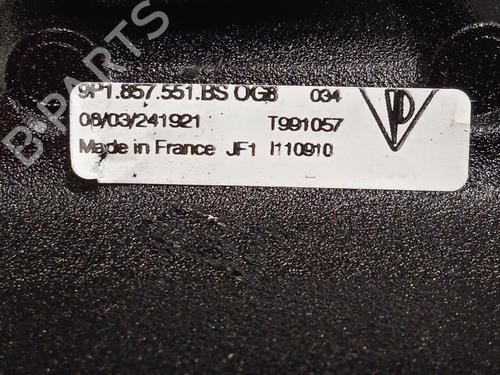 B-PARTS
9P1.857.551.BS OG8 034
08/03/241921 T991057
Made in France JF1 I110910